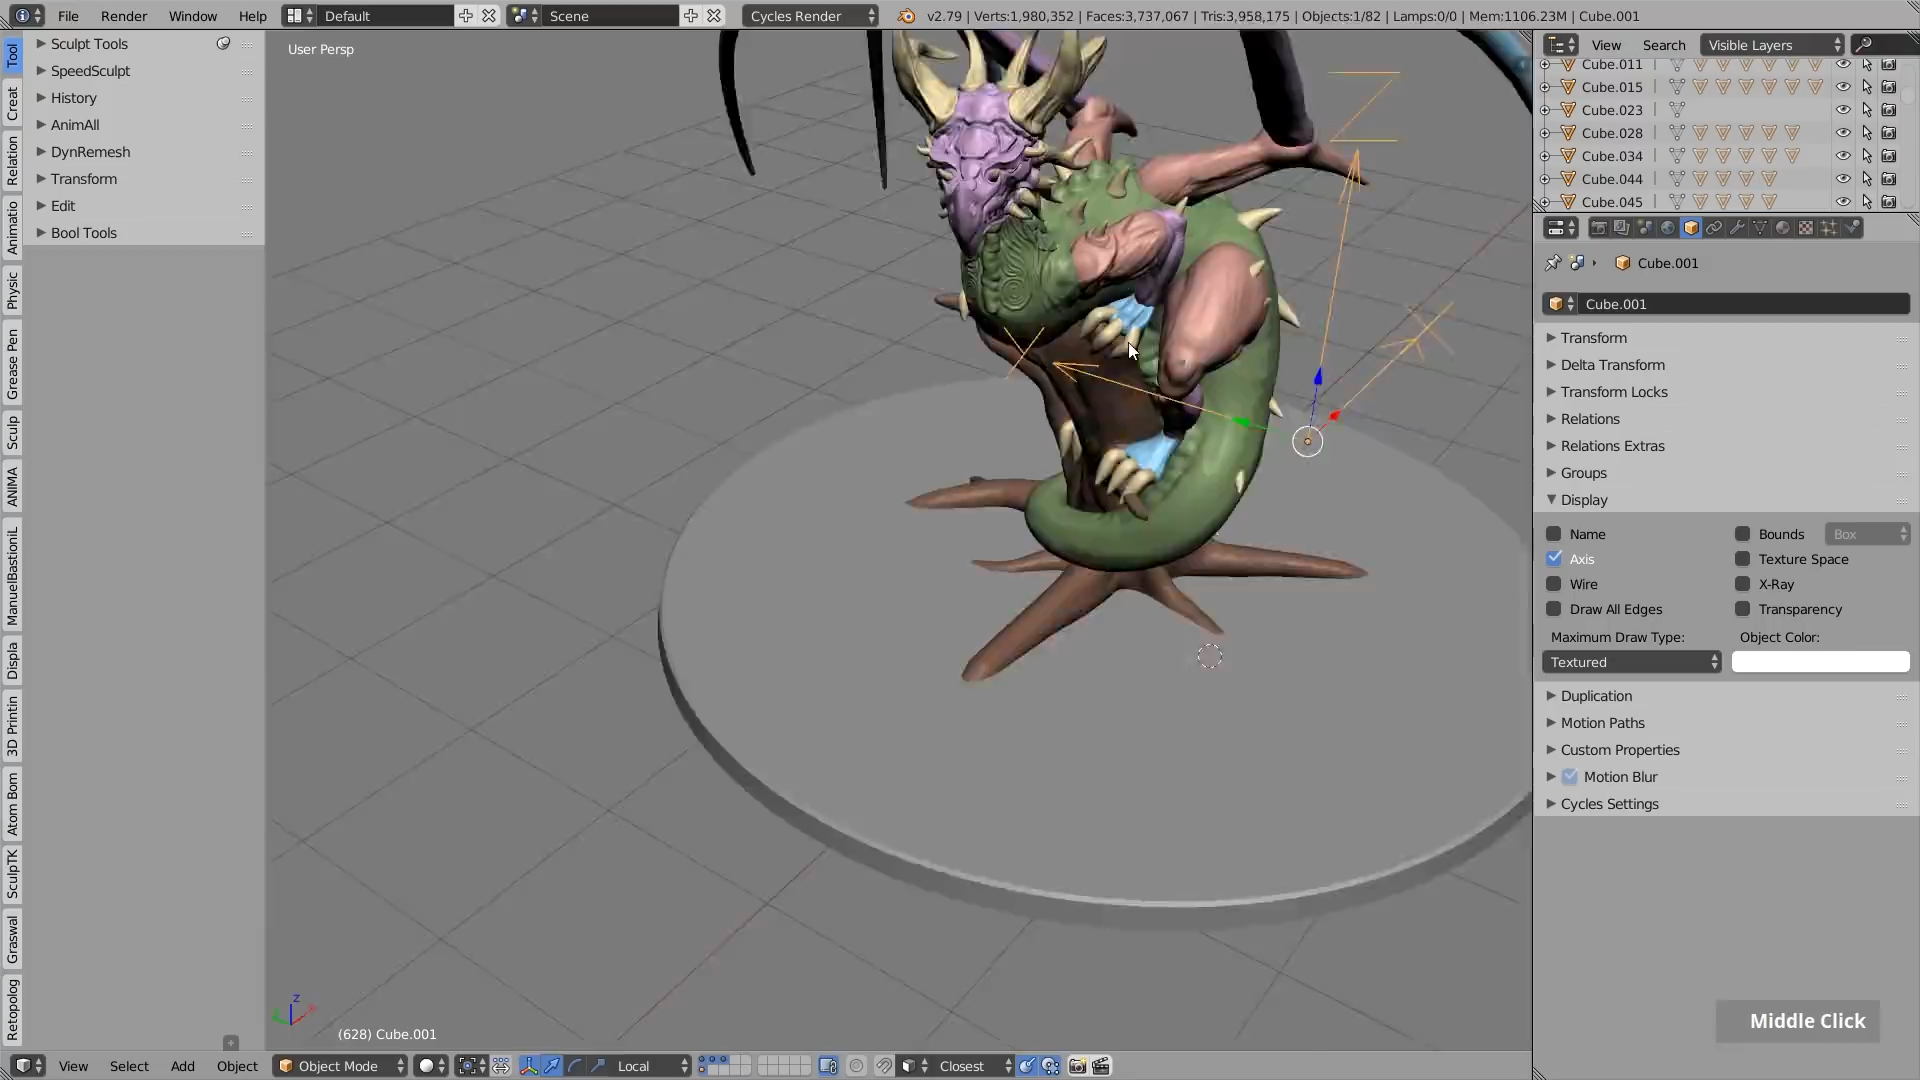 File Render Window Help Default Scene Cycles Render v2.79 | Verts:1,980,352 | Faces:3,737,067 | Tris:3,958,175 | Objects:1/82 | Lamps:0/0 | Mem:1106.23M | Cube.001
Tool
Creat
Relation
Animatio
Physic
Grease Pen
Sculp
ANIMA
ManuelBastioniL
Displa
3D Printin
Atom Bom
SculpTK
Graswal
Retopolog
Sculpt Tools
SpeedSculpt
History
AnimAll
DynRemesh
Transform
Edit
Bool Tools
User Persp
Z
Y
X
z
(628) Cube.001
View Select Add Object Object Mode Local Closest
View Search Visible Layers
Cube.011
Cube.015
Cube.023
Cube.028
Cube.034
Cube.044
Cube.045
Cube.001
Cube.001
Transform
Delta Transform
Transform Locks
Relations
Relations Extras
Groups
Display
Name Bounds Box
Axis Texture Space
Wire X-Ray
Draw All Edges Transparency
Maximum Draw Type: Object Color:
Textured
Duplication
Motion Paths
Custom Properties
Motion Blur
Cycles Settings
Middle Click